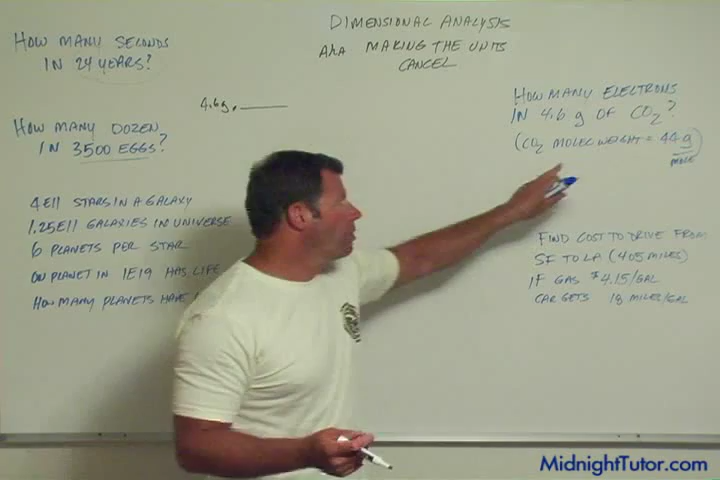 DIMENSIONAL ANALYSIS
AKA MAKING THE UNITS
CANCEL
HOW MANY SECONDS
IN 24 YEARS?
4.6g.
HOW MANY DOZEN
IN 3500 EGGS?
HOW MANY ELECTRONS
IN 4.6 g OF CO2?
(CO2 MOLEC WEIGHT = 44 g)
MOLE
4E11 STARS IN A GALAXY
1.25E11 GALAXIES IN UNIVERSE
6 PLANETS PER STAR
ON PLANET IN 1E19 HAS LIFE
HOW MANY PLANETS HAVE
FIND COST TO DRIVE FROM
SF TO LA (405 MILES)
IF GAS $4.15/GAL
CAR GETS 18 MILES/GAL
MidnightTutor.com